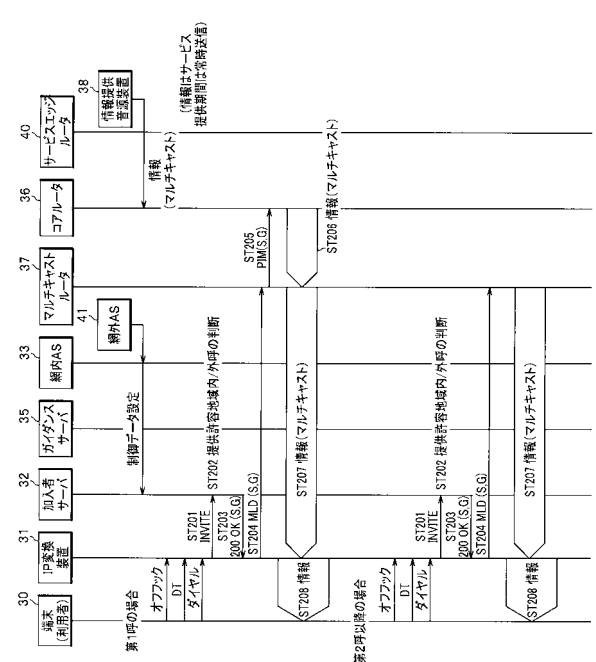 30
端末
(利用者)
31
IP変換
装置
32
加入者
サーバ
35
ガイダンス
サーバ
33
網内AS
41
網外AS
37
マルチキャスト
ルータ
36
コアルータ
40
サービスエッジ
ルータ
38
情報提供
音源装置
(情報はサービス
提供期間は常時送信)
情報
(マルチキャスト)
制御データ設定
第1呼の場合
オフフック
DT
ダイヤル
ST201
INVITE
ST202 提供許容地域内/外呼の判断
ST203
200 OK (S,G)
ST204 MLD (S,G)
ST205
PIM(S,G)
ST206 情報(マルチキャスト)
ST207 情報(マルチキャスト)
ST208 情報
第2呼以降の場合
オフフック
DT
ダイヤル
ST201
INVITE
ST202 提供許容地域内/外呼の判断
ST203
200 OK (S,G)
ST204 MLD (S,G)
ST207 情報(マルチキャスト)
ST208 情報